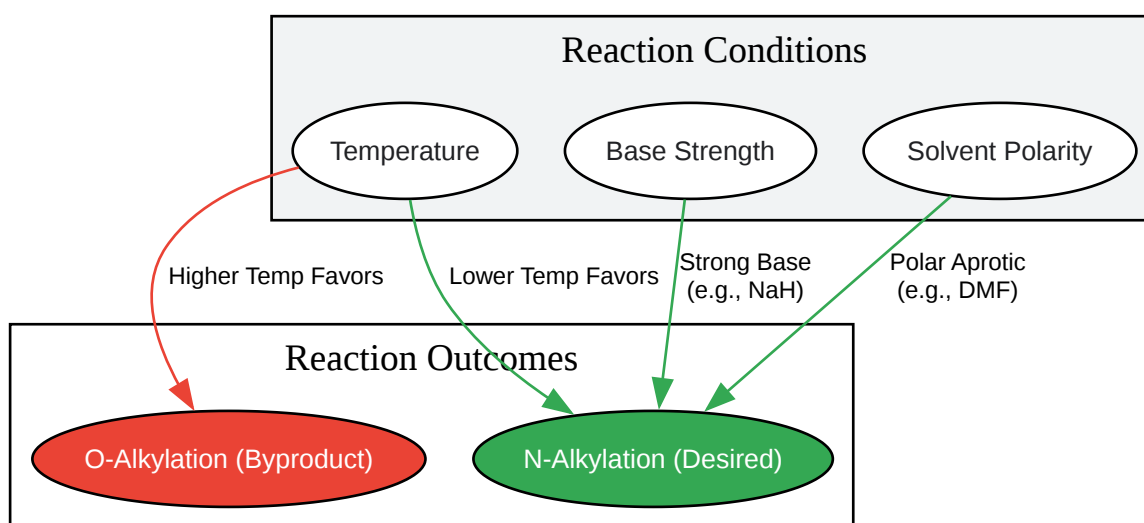 Reaction Conditions
Temperature
Base Strength
Solvent Polarity
Higher Temp Favors
Lower Temp Favors
Strong Base
(e.g., NaH)
Polar Aprotic
(e.g., DMF)
Reaction Outcomes
O-Alkylation (Byproduct)
N-Alkylation (Desired)